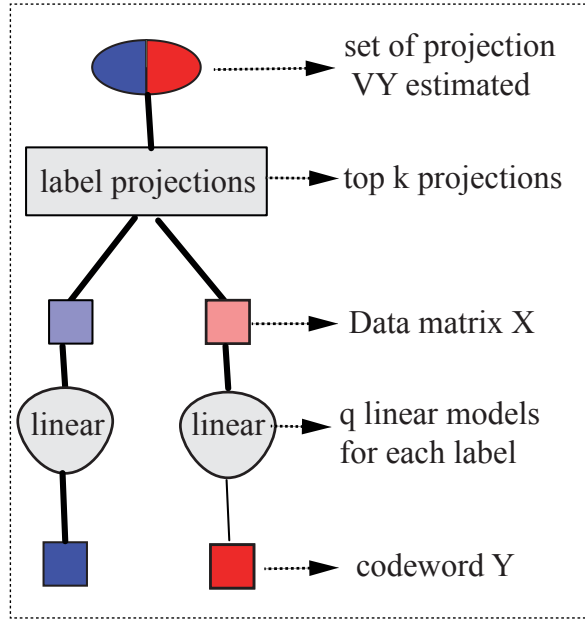 set of projection
VY estimated
label projections
top k projections
Data matrix X
linear
linear
q linear models
for each label
codeword Y